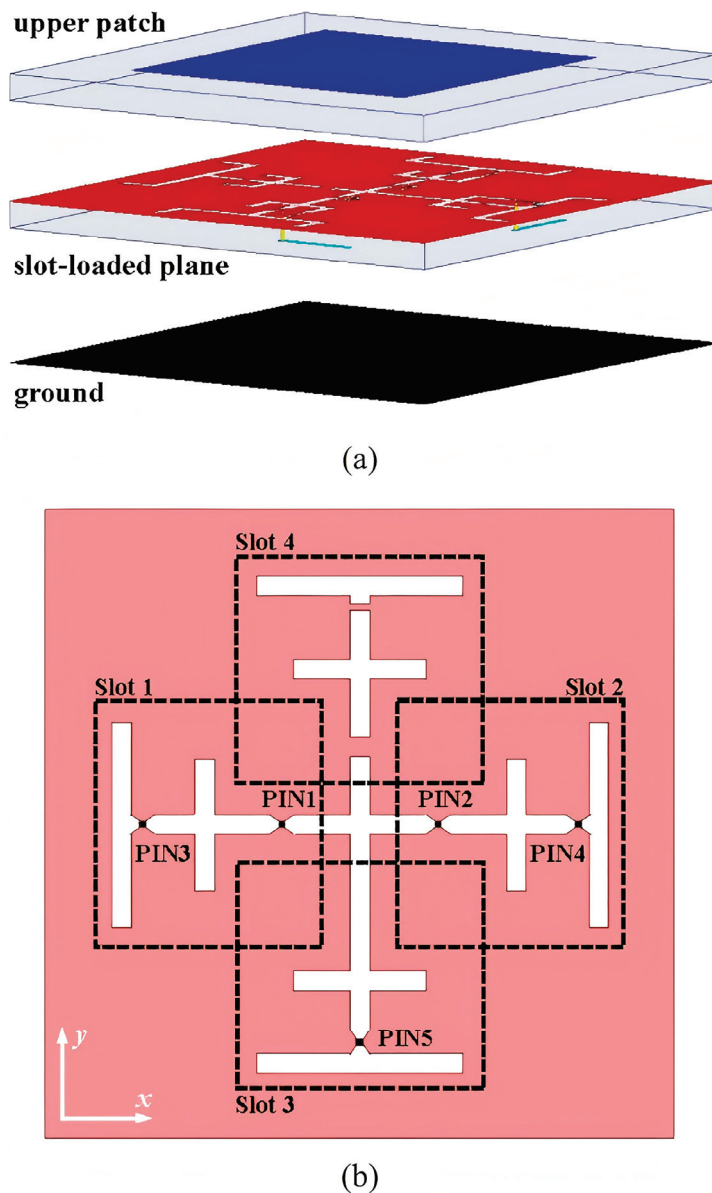 upper patch
slot-loaded plane
ground
(a)
Slot 4
Slot 1
Slot 2
PIN1
PIN2
PIN3
PIN4
PIN5
y
x
Slot 3
(b)